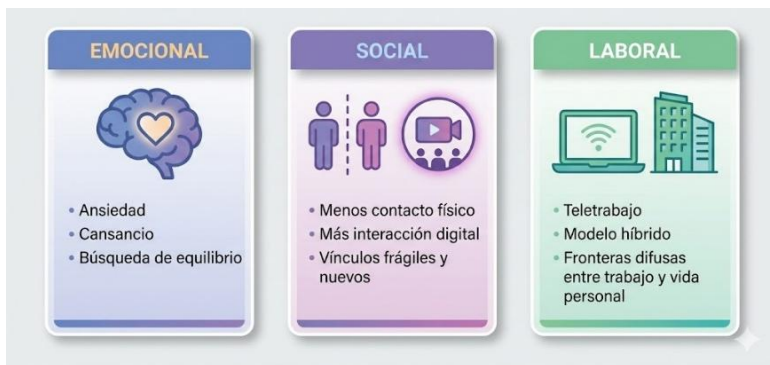 EMOCIONAL
• Ansiedad
• Cansancio
• Búsqueda de equilibrio
SOCIAL
• Menos contacto físico
• Más interacción digital
• Vínculos frágiles y
nuevos
LABORAL
• Teletrabajo
• Modelo híbrido
• Fronteras difusas
entre trabajo y vida
personal